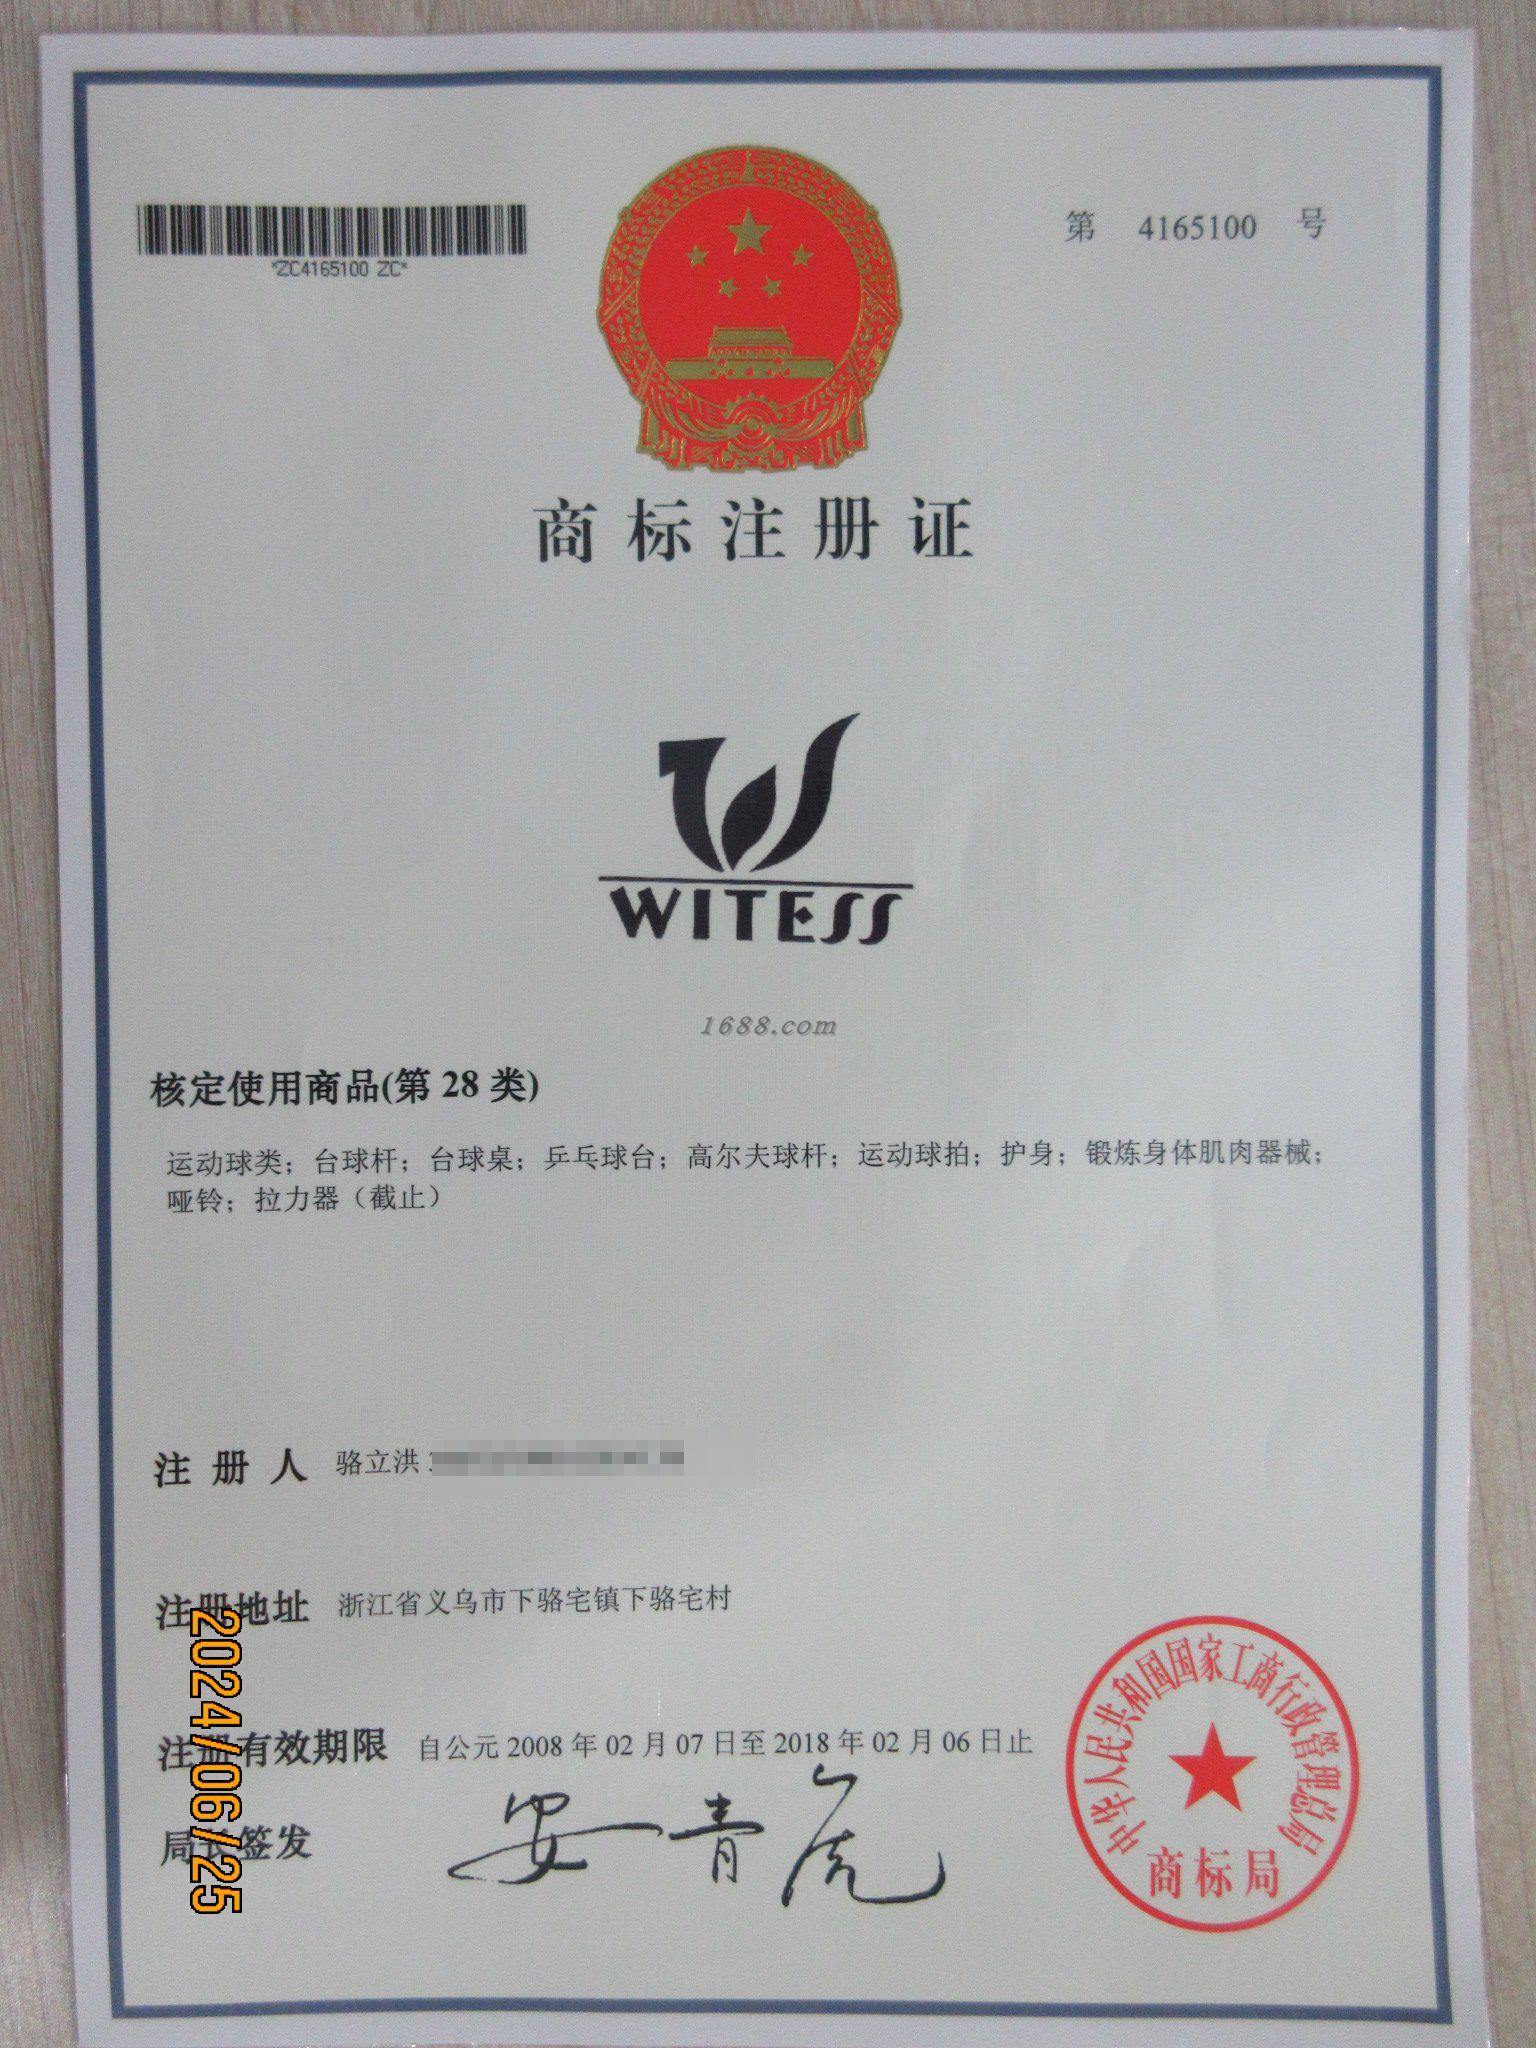 *ZC4165100 ZC*
第 4165100 号
商标注册证
WITESS
1688.com
核定使用商品(第 28 类)
运动球类；台球杆；台球桌；乒乓球台；高尔夫球杆；运动球拍；护身；锻炼身体肌肉器械；
哑铃；拉力器（截止）
注册人 骆立洪
注册地址 浙江省义乌市下骆宅镇下骆宅村
注册有效期限 自公元 2008 年 02 月 07 日至 2018 年 02 月 06 日止
局长签发 安青虎
中华人民共和国国家工商行政管理总局
商标局
2024/06/25